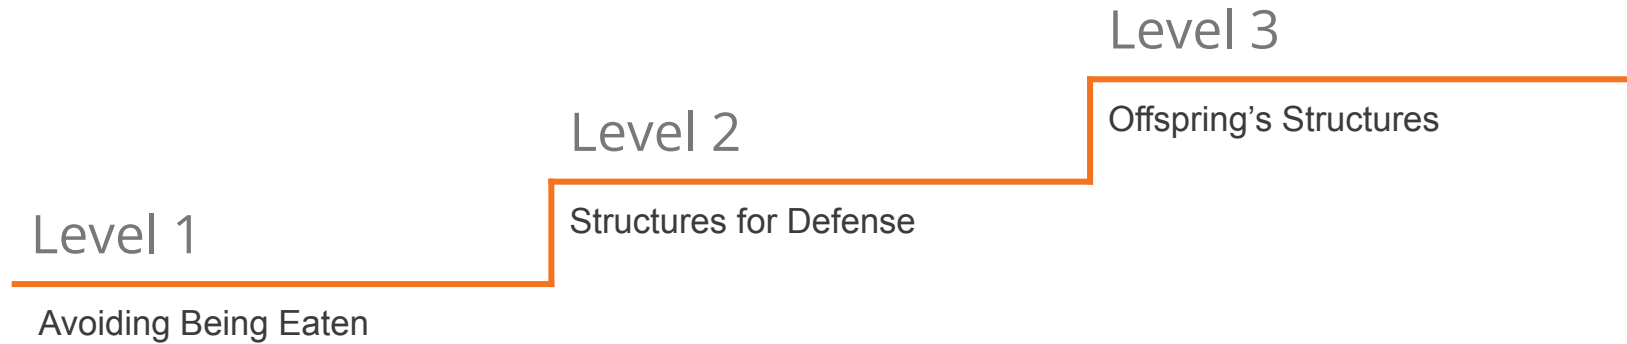 Level 1
Avoiding Being Eaten
Level 2
Structures for Defense
Level 3
Offspring’s Structures